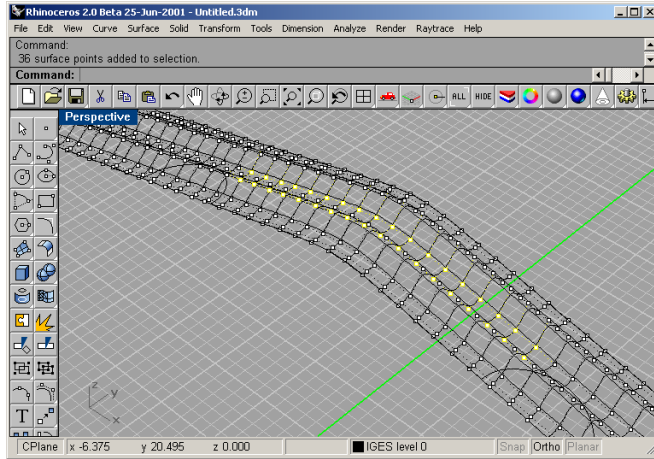 Rhinoceros 2.0 Beta 25-Jun-2001 - Untitled.3dm
File Edit View Curve Surface Solid Transform Tools Dimension Analyze Render Raytrace Help
Command:
36 surface points added to selection.
Command:
ALL HIDE
Perspective
z
y
x
T
CPlane x -6.375 y 20.495 z 0.000 IGES level 0 Snap Ortho Planar